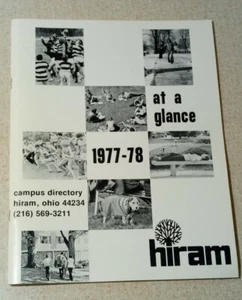 at a
glance
1977-78
campus directory
hiram, ohio 44234
(216) 569-3211
hiram